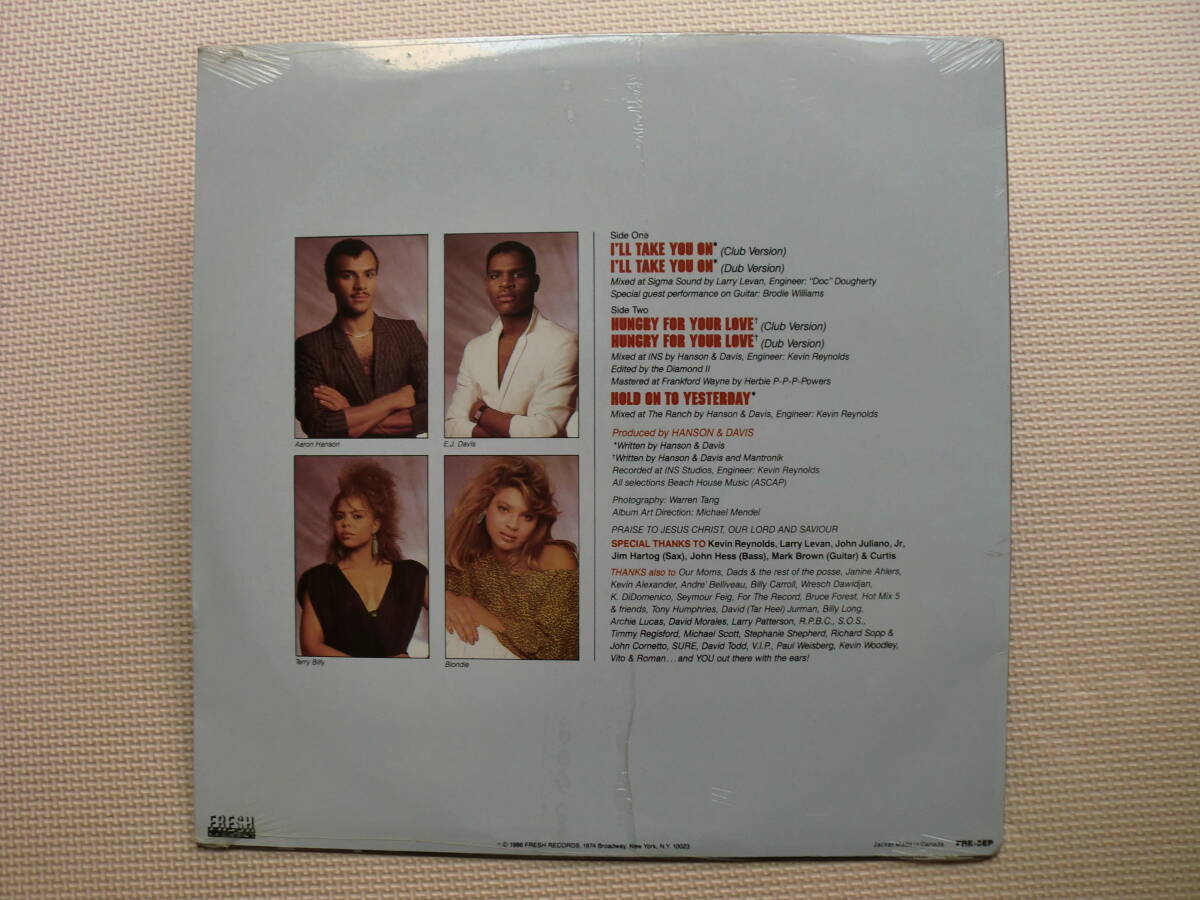 Side One
I'LL TAKE YOU ON* (Club Version)
I'LL TAKE YOU ON* (Dub Version)
Mixed at Sigma Sound by Larry Levan, Engineer: "Doc" Dougherty
Special guest performance on Guitar: Brodie Williams
Side Two
HUNGRY FOR YOUR LOVE† (Club Version)
HUNGRY FOR YOUR LOVE† (Dub Version)
Mixed at INS by Hanson & Davis, Engineer: Kevin Reynolds
Edited by the Diamond II
Mastered at Frankford Wayne by Herbie P-P-P-Powers
HOLD ON TO YESTERDAY*
Mixed at The Ranch by Hanson & Davis, Engineer: Kevin Reynolds
Produced by HANSON & DAVIS
*Written by Hanson & Davis
†Written by Hanson & Davis and Mantronik
Recorded at INS Studios, Engineer: Kevin Reynolds
All selections Beach House Music (ASCAP)
Photography: Warren Tang
Album Art Direction: Michael Mendel
PRAISE TO JESUS CHRIST, OUR LORD AND SAVIOUR
SPECIAL THANKS TO Kevin Reynolds, Larry Levan, John Juliano, Jr,
Jim Hartog (Sax), John Hess (Bass), Mark Brown (Guitar) & Curtis
THANKS also to Our Moms, Dads & the rest of the posse, Janine Ahlers,
Kevin Alexander, Andre' Belliveau, Billy Carroll, Wresch Dawidjan,
K. DiDomenico, Seymour Feig, For The Record, Bruce Forest, Hot Mix 5
& friends, Tony Humphries, David (Tar Heel) Jurman, Billy Long,
Archie Lucas, David Morales, Larry Patterson, R.P.B.C., S.O.S.,
Timmy Regisford, Michael Scott, Stephanie Shepherd, Richard Sopp &
John Cornetto, SURE, David Todd, V.I.P., Paul Weisberg, Kevin Woodley,
Vito & Roman...and YOU out there with the ears!
Aaron Hanson
E.J. Davis
Terry Billy
Blondie
FRESH
℗ © 1986 FRESH RECORDS, 1974 Broadway, New York, N.Y. 10023
Jacket Made in Canada